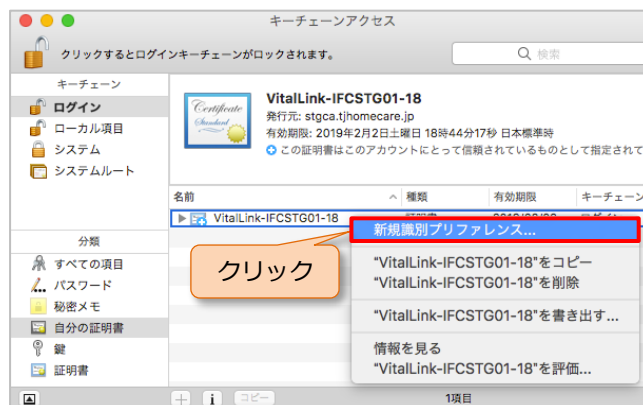 キーチェーンアクセス
クリックするとログインキーチェーンがロックされます。
検索
キーチェーン
ログイン
ローカル項目
システム
システムルート
Certificate
Standard
VitalLink-IFCSTG01-18
発行元: stgca.tjhomecare.jp
有効期限: 2019年2月2日土曜日 18時44分17秒 日本標準時
この証明書はこのアカウントにとって信頼されているものとして指定されて
名前 種類 有効期限 キーチェーン
VitalLink-IFCSTG01-18
新規識別プリファレンス...
クリック
"VitalLink-IFCSTG01-18"をコピー
"VitalLink-IFCSTG01-18"を削除
"VitalLink-IFCSTG01-18"を書き出す...
情報を見る
"VitalLink-IFCSTG01-18"を評価...
分類
すべての項目
パスワード
秘密メモ
自分の証明書
鍵
証明書
コピー
1項目